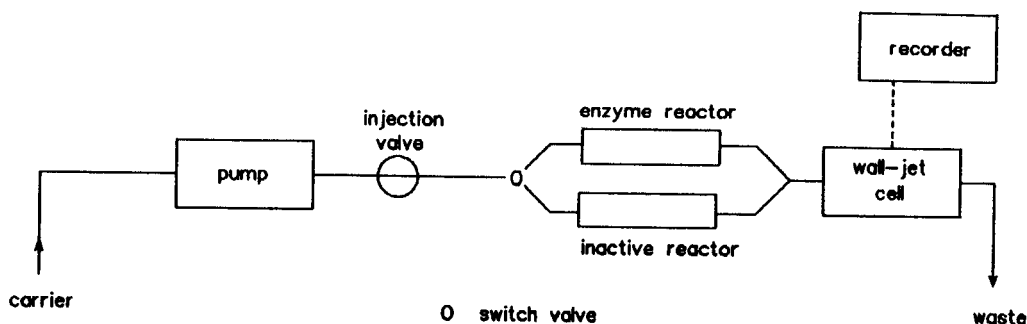 recorder
injection
valve
enzyme reactor
pump
O
wall-jet
cell
inactive reactor
carrier
O switch valve
waste